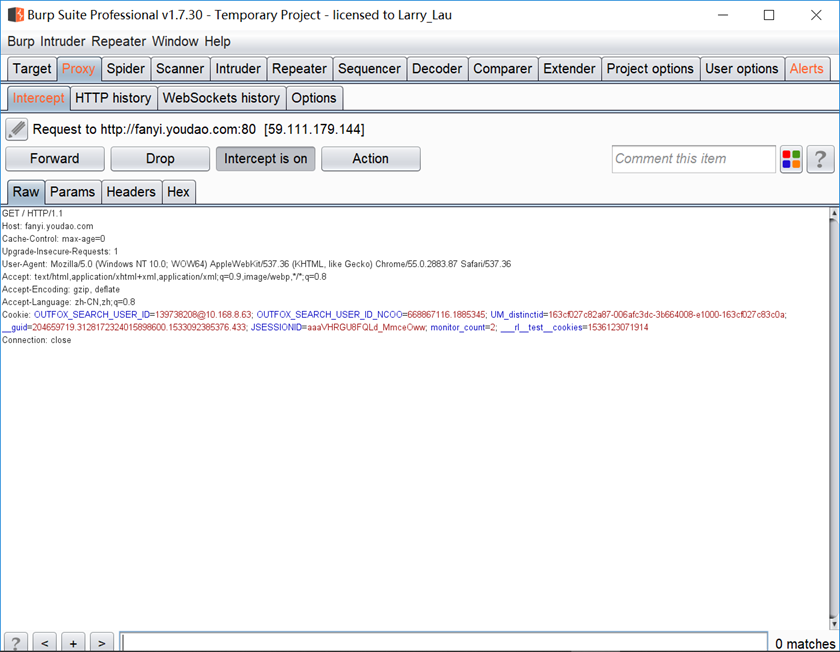 Burp Suite Professional v1.7.30 - Temporary Project - licensed to Larry_Lau
Burp Intruder Repeater Window Help
Target Proxy Spider Scanner Intruder Repeater Sequencer Decoder Comparer Extender Project options User options Alerts
Intercept HTTP history WebSockets history Options
Request to http://fanyi.youdao.com:80 [59.111.179.144]
Forward Drop Intercept is on Action Comment this item ?
Raw Params Headers Hex
GET / HTTP/1.1
Host: fanyi.youdao.com
Cache-Control: max-age=0
Upgrade-Insecure-Requests: 1
User-Agent: Mozilla/5.0 (Windows NT 10.0; WOW64) AppleWebKit/537.36 (KHTML, like Gecko) Chrome/55.0.2883.87 Safari/537.36
Accept: text/html,application/xhtml+xml,application/xml;q=0.9,image/webp,*/*;q=0.8
Accept-Encoding: gzip, deflate
Accept-Language: zh-CN,zh;q=0.8
Cookie: OUTFOX_SEARCH_USER_ID=139738208@10.168.8.63; OUTFOX_SEARCH_USER_ID_NCOO=668867116.1885345; UM_distinctid=163cf027c82a87-006afc3dc-3b664008-e1000-163cf027c83c0a;
__guid=204659719.3128172324015898600.1533092385376.433; JSESSIONID=aaaVHRGU8FQLd_MmceOww; monitor_count=2; ___rl__test__cookies=1536123071914
Connection: close
? < + > 0 matches